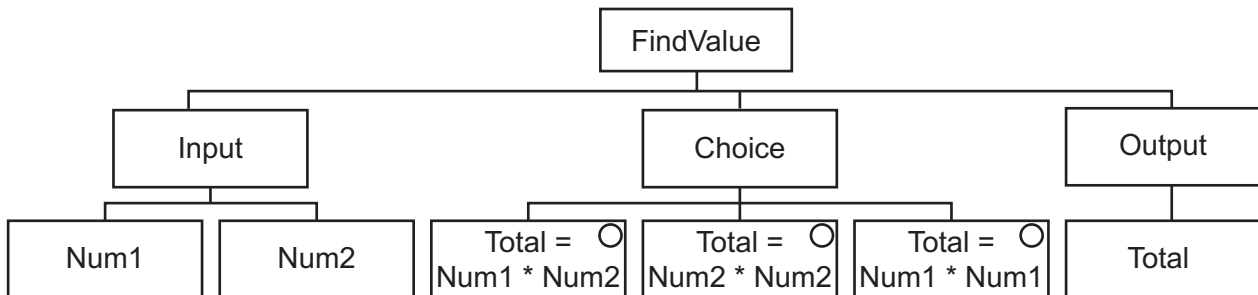 FindValue
Input
Choice
Output
Num1
Num2
Total =
Num1 * Num2
Total =
Num2 * Num2
Total =
Num1 * Num1
Total